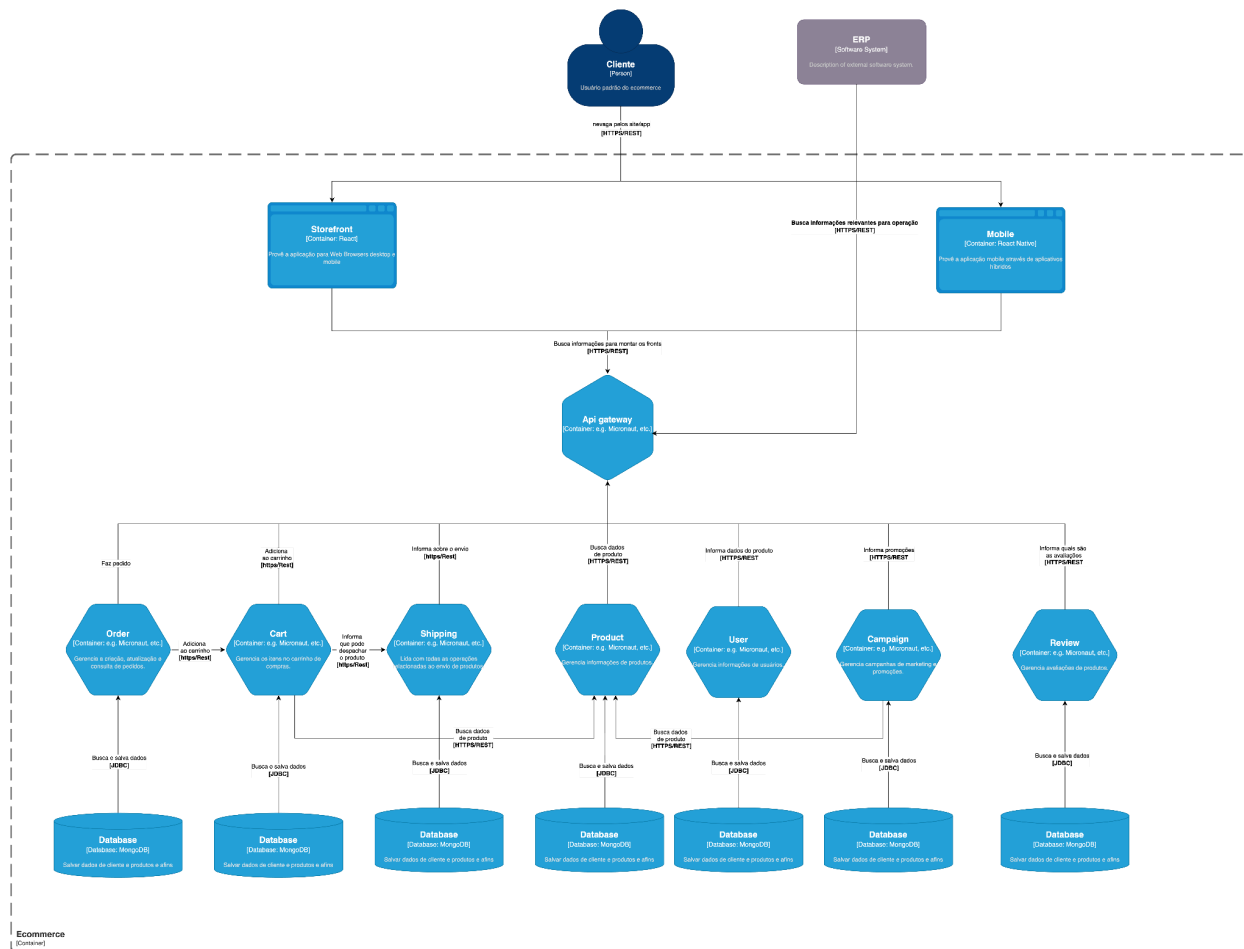 Cliente
[Person]
Usuário padrão do ecommerce
ERP
[Software System]
Description of external software system.
nevaga pelos site/app
[HTTPS/REST]
Storefront
[Container: React]
Provê a aplicação para Web Browsers desktop e
mobile
Busca informações relevantes para operação
[HTTPS/REST]
Mobile
[Container: React Native]
Provê a aplicação mobile através de aplicativos
híbridos.
Busca informações para montar os fronts
[HTTPS/REST]
Api gateway
[Container: e.g. Micronaut, etc.]
Faz pedido
Adiciona
ao carrinho
[https/Rest]
Informa sobre o envio
[https/Rest]
Busca dados
de produto
[HTTPS/REST]
Informa dados do produto
[HTTPS/REST
Informa promoções
[HTTPS/REST
Informa quais são
as avaliações
[HTTPS/REST
Order
[Container: e.g. Micronaut, etc.]
Gerencia a criação, atualização e
consulta de pedidos.
Adiciona
ao carrinho
[https/Rest]
Cart
[Container: e.g. Micronaut, etc.]
Gerencia os itens no carrinho de
compras.
Informa
que pode
despachar
o produto
[https/Rest]
Shipping
[Container: e.g. Micronaut, etc.]
Lida com todas as operações
relacionadas ao envio de produtos
Product
[Container: e.g. Micronaut, etc.]
Gerencia informações de produtos.
User
[Container: e.g. Micronaut, etc.]
Gerencia informações de usuários.
Campaign
[Container: e.g. Micronaut, etc.]
Gerencia campanhas de marketing e
promoções.
Review
[Container: e.g. Micronaut, etc.]
Gerencia avaliações de produtos.
Busca dados
de produto
[HTTPS/REST]
Busca dados
de produto
[HTTPS/REST]
Busca e salva dados
[JDBC]
Busca e salva dados
[JDBC]
Busca e salva dados
[JDBC]
Busca e salva dados
[JDBC]
Busca e salva dados
[JDBC]
Busca e salva dados
[JDBC]
Busca e salva dados
[JDBC]
Database
[Database: MongoDB]
Salvar dados de cliente e produtos e afins
Database
[Database: MongoDB]
Salvar dados de cliente e produtos e afins
Database
[Database: MongoDB]
Salvar dados de cliente e produtos e afins
Database
[Database: MongoDB]
Salvar dados de cliente e produtos e afins
Database
[Database: MongoDB]
Salvar dados de cliente e produtos e afins
Database
[Database: MongoDB]
Salvar dados de cliente e produtos e afins
Database
[Database: MongoDB]
Salvar dados de cliente e produtos e afins
Ecommerce
[Container]